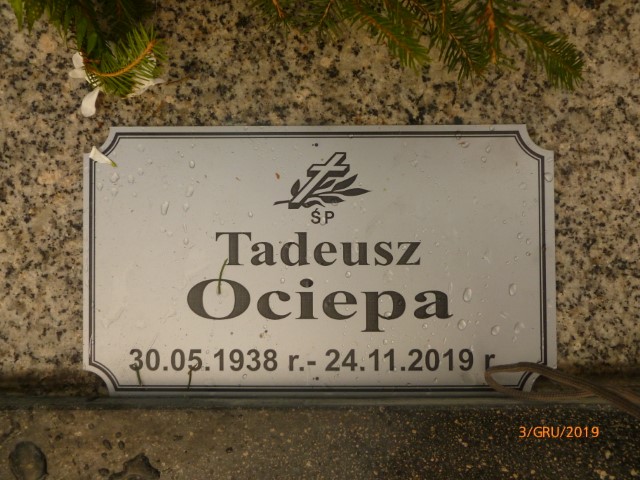 ŚP
Tadeusz
Ociepa
30.05.1938 r.- 24.11.2019 r
3/GRU/2019